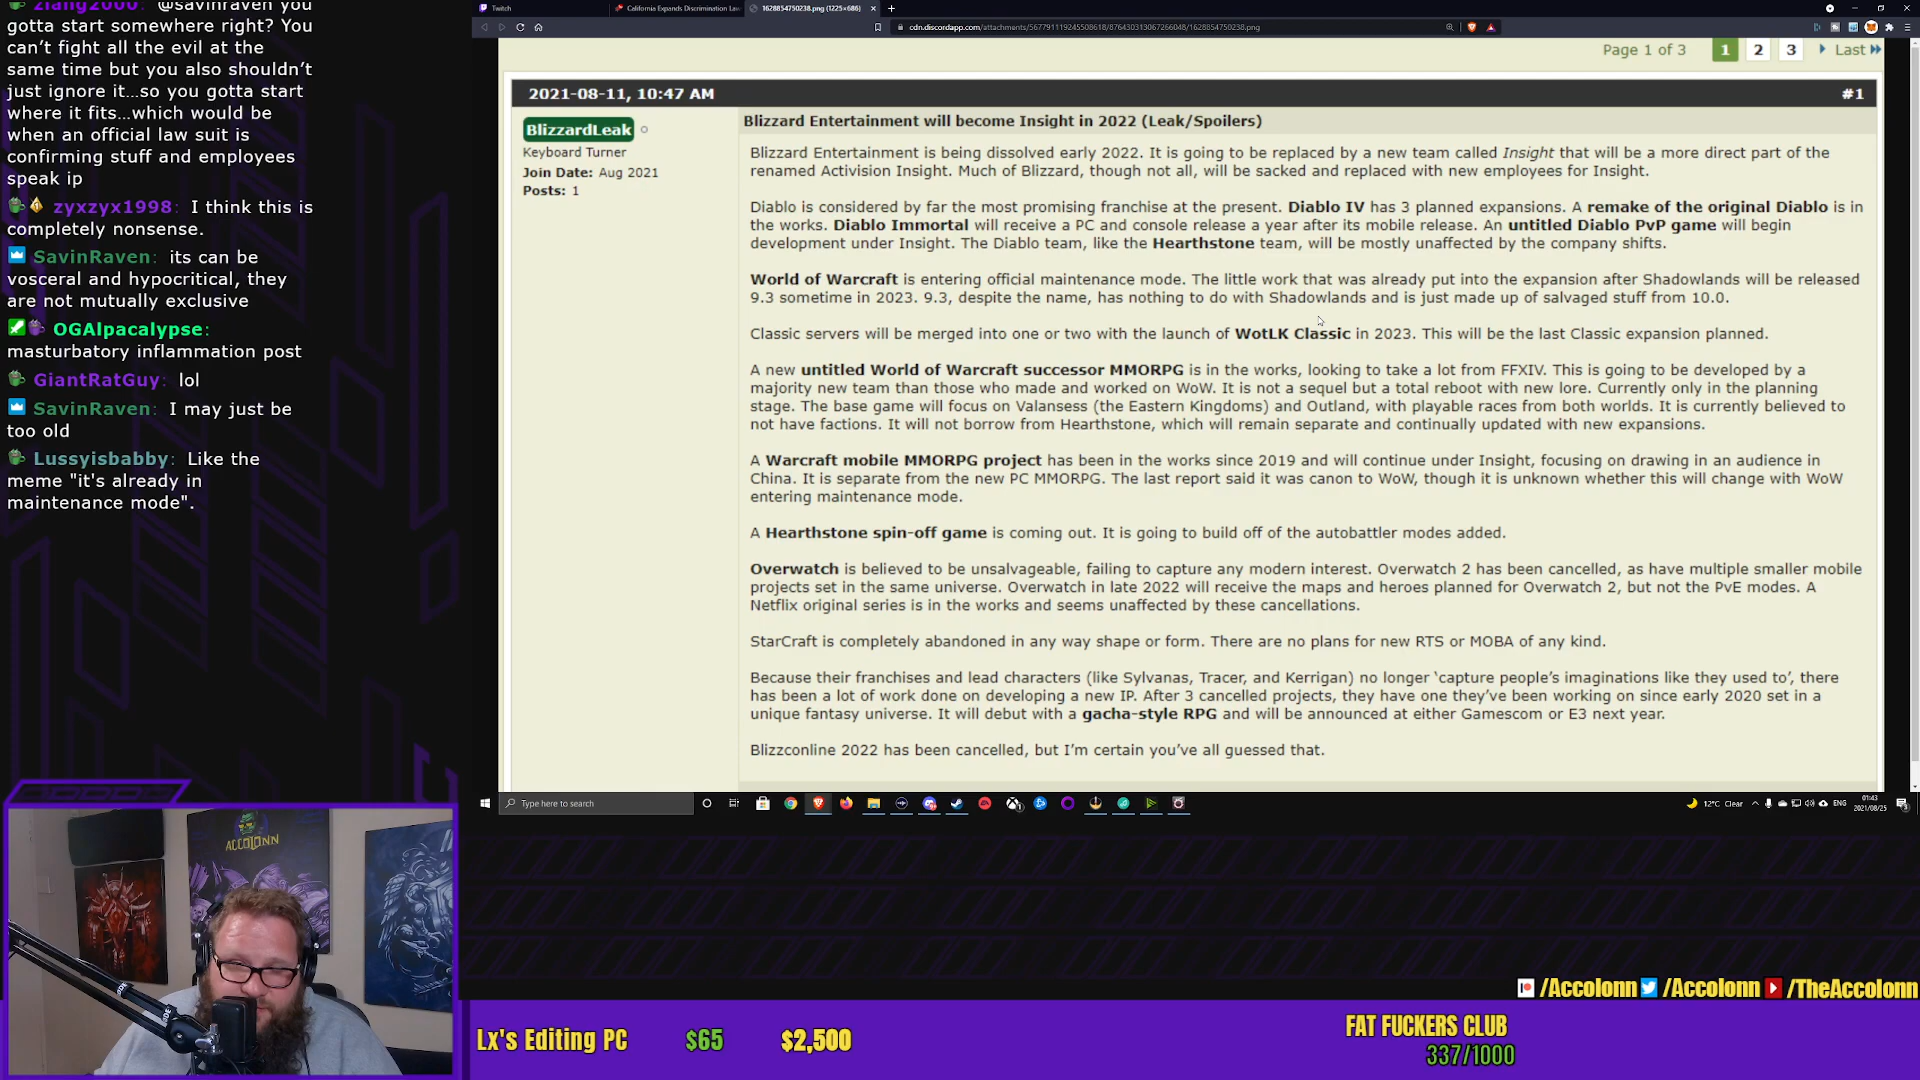 ziang2000: @savinraven you
gotta start somewhere right? You
can't fight all the evil at the
same time but you also shouldn't
just ignore it...so you gotta start
where it fits...which would be
when an official law suit is
confirming stuff and employees
speak ip
zyxzyx1998: I think this is
completely nonsense.
SavinRaven: its can be
vosceral and hypocritical, they
are not mutually exclusive
OGAlpacalypse:
masturbatory inflammation post
GiantRatGuy: lol
SavinRaven: I may just be
too old
Lussyisbabby: Like the
meme "it's already in
maintenance mode".
Twitch
California Expands Discrimination Law
1628854750238.png (1225×686)
cdn.discordapp.com/attachments/567791119245508618/876430313067266048/1628854750238.png
Page 1 of 3 1 2 3 Last
2021-08-11, 10:47 AM #1
BlizzardLeak
Keyboard Turner
Join Date: Aug 2021
Posts: 1
Blizzard Entertainment will become Insight in 2022 (Leak/Spoilers)
Blizzard Entertainment is being dissolved early 2022. It is going to be replaced by a new team called Insight that will be a more direct part of the
renamed Activision Insight. Much of Blizzard, though not all, will be sacked and replaced with new employees for Insight.
Diablo is considered by far the most promising franchise at the present. Diablo IV has 3 planned expansions. A remake of the original Diablo is in
the works. Diablo Immortal will receive a PC and console release a year after its mobile release. An untitled Diablo PvP game will begin
development under Insight. The Diablo team, like the Hearthstone team, will be mostly unaffected by the company shifts.
World of Warcraft is entering official maintenance mode. The little work that was already put into the expansion after Shadowlands will be released
9.3 sometime in 2023. 9.3, despite the name, has nothing to do with Shadowlands and is just made up of salvaged stuff from 10.0.
Classic servers will be merged into one or two with the launch of WotLK Classic in 2023. This will be the last Classic expansion planned.
A new untitled World of Warcraft successor MMORPG is in the works, looking to take a lot from FFXIV. This is going to be developed by a
majority new team than those who made and worked on WoW. It is not a sequel but a total reboot with new lore. Currently only in the planning
stage. The base game will focus on Valansess (the Eastern Kingdoms) and Outland, with playable races from both worlds. It is currently believed to
not have factions. It will not borrow from Hearthstone, which will remain separate and continually updated with new expansions.
A Warcraft mobile MMORPG project has been in the works since 2019 and will continue under Insight, focusing on drawing in an audience in
China. It is separate from the new PC MMORPG. The last report said it was canon to WoW, though it is unknown whether this will change with WoW
entering maintenance mode.
A Hearthstone spin-off game is coming out. It is going to build off of the autobattler modes added.
Overwatch is believed to be unsalvageable, failing to capture any modern interest. Overwatch 2 has been cancelled, as have multiple smaller mobile
projects set in the same universe. Overwatch in late 2022 will receive the maps and heroes planned for Overwatch 2, but not the PvE modes. A
Netflix original series is in the works and seems unaffected by these cancellations.
StarCraft is completely abandoned in any way shape or form. There are no plans for new RTS or MOBA of any kind.
Because their franchises and lead characters (like Sylvanas, Tracer, and Kerrigan) no longer 'capture people's imaginations like they used to', there
has been a lot of work done on developing a new IP. After 3 cancelled projects, they have one they've been working on since early 2020 set in a
unique fantasy universe. It will debut with a gacha-style RPG and will be announced at either Gamescom or E3 next year.
Blizzconline 2022 has been cancelled, but I'm certain you've all guessed that.
Type here to search
12°C Clear
ENG
01:43
2021/08/25
ACCOLONN
/Accolonn /Accolonn /TheAccolonn
Lx's Editing PC $65 $2,500
FAT FUCKERS CLUB
337/1000